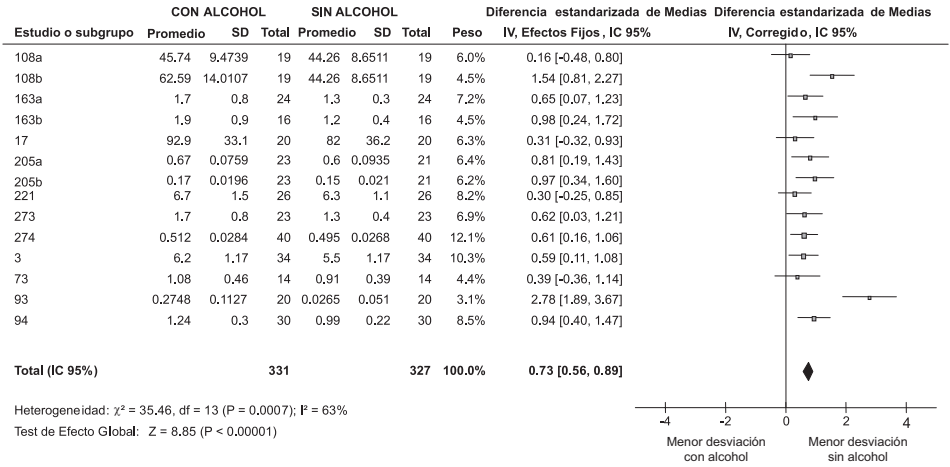 CON ALCOHOL SIN ALCOHOL Diferencia estandarizada de Medias Diferencia estandarizada de Medias
Estudio o subgrupo Promedio SD Total Promedio SD Total Peso IV, Efectos Fijos, IC 95% IV, Corregido, IC 95%
108a 45.74 9.4739 19 44.26 8.6511 19 6.0% 0.16 [-0.48, 0.80]
108b 62.59 14.0107 19 44.26 8.6511 19 4.5% 1.54 [0.81, 2.27]
163a 1.7 0.8 24 1.3 0.3 24 7.2% 0.65 [0.07, 1.23]
163b 1.9 0.9 16 1.2 0.4 16 4.5% 0.98 [0.24, 1.72]
17 92.9 33.1 20 82 36.2 20 6.3% 0.31 [-0.32, 0.93]
205a 0.67 0.0759 23 0.6 0.0935 21 6.4% 0.81 [0.19, 1.43]
205b 0.17 0.0196 23 0.15 0.021 21 6.2% 0.97 [0.34, 1.60]
221 6.7 1.5 26 6.3 1.1 26 8.2% 0.30 [-0.25, 0.85]
273 1.7 0.8 23 1.3 0.4 23 6.9% 0.62 [0.03, 1.21]
274 0.512 0.0284 40 0.495 0.0268 40 12.1% 0.61 [0.16, 1.06]
3 6.2 1.17 34 5.5 1.17 34 10.3% 0.59 [0.11, 1.08]
73 1.08 0.46 14 0.91 0.39 14 4.4% 0.39 [-0.36, 1.14]
93 0.2748 0.1127 20 0.0265 0.051 20 3.1% 2.78 [1.89, 3.67]
94 1.24 0.3 30 0.99 0.22 30 8.5% 0.94 [0.40, 1.47]
Total (IC 95%) 331 327 100.0% 0.73 [0.56, 0.89]
Heterogeneidad: χ² = 35.46, df = 13 (P = 0.0007); I² = 63%
Test de Efecto Global: Z = 8.85 (P < 0.00001)
-4 -2 0 2 4
Menor desviación Menor desviación
con alcohol sin alcohol